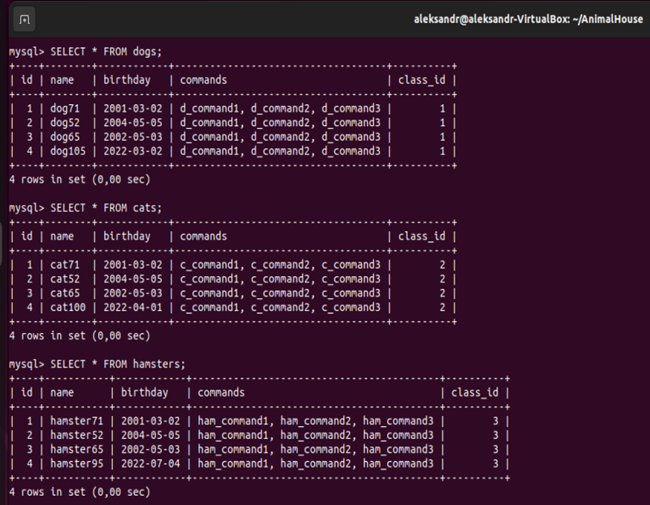 aleksandr@aleksandr-VirtualBox: ~/AnimalHouse
mysql> SELECT * FROM dogs;
+----+--------+------------+------------------------------------+----------+
| id | name   | birthday   | commands                           | class_id |
+----+--------+------------+------------------------------------+----------+
|  1 | dog71  | 2001-03-02 | d_command1, d_command2, d_command3 |        1 |
|  2 | dog52  | 2004-05-05 | d_command1, d_command2, d_command3 |        1 |
|  3 | dog65  | 2002-05-03 | d_command1, d_command2, d_command3 |        1 |
|  4 | dog105 | 2022-03-02 | d_command1, d_command2, d_command3 |        1 |
+----+--------+------------+------------------------------------+----------+
4 rows in set (0,00 sec)
mysql> SELECT * FROM cats;
+----+--------+------------+------------------------------------+----------+
| id | name   | birthday   | commands                           | class_id |
+----+--------+------------+------------------------------------+----------+
|  1 | cat71  | 2001-03-02 | c_command1, c_command2, c_command3 |        2 |
|  2 | cat52  | 2004-05-05 | c_command1, c_command2, c_command3 |        2 |
|  3 | cat65  | 2002-05-03 | c_command1, c_command2, c_command3 |        2 |
|  4 | cat100 | 2022-04-01 | c_command1, c_command2, c_command3 |        2 |
+----+--------+------------+------------------------------------+----------+
4 rows in set (0,00 sec)
mysql> SELECT * FROM hamsters;
+----+-----------+------------+------------------------------------------+----------+
| id | name      | birthday   | commands                                 | class_id |
+----+-----------+------------+------------------------------------------+----------+
|  1 | hamster71 | 2001-03-02 | ham_command1, ham_command2, ham_command3 |        3 |
|  2 | hamster52 | 2004-05-05 | ham_command1, ham_command2, ham_command3 |        3 |
|  3 | hamster65 | 2002-05-03 | ham_command1, ham_command2, ham_command3 |        3 |
|  4 | hamster95 | 2022-07-04 | ham_command1, ham_command2, ham_command3 |        3 |
+----+-----------+------------+------------------------------------------+----------+
4 rows in set (0,00 sec)